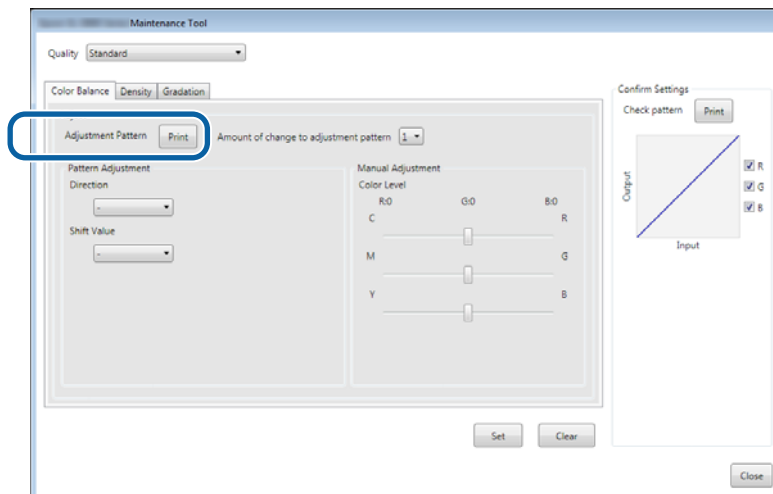 Maintenance Tool
Quality Standard
Color Balance Density Gradation
Adjustment Pattern Print Amount of change to adjustment pattern 1
Pattern Adjustment
Direction
-
Shift Value
-
Manual Adjustment
Color Level
R:0 G:0 B:0
C R
M G
Y B
Set Clear
Confirm Settings
Check pattern Print
Output
Input
R
G
B
Close